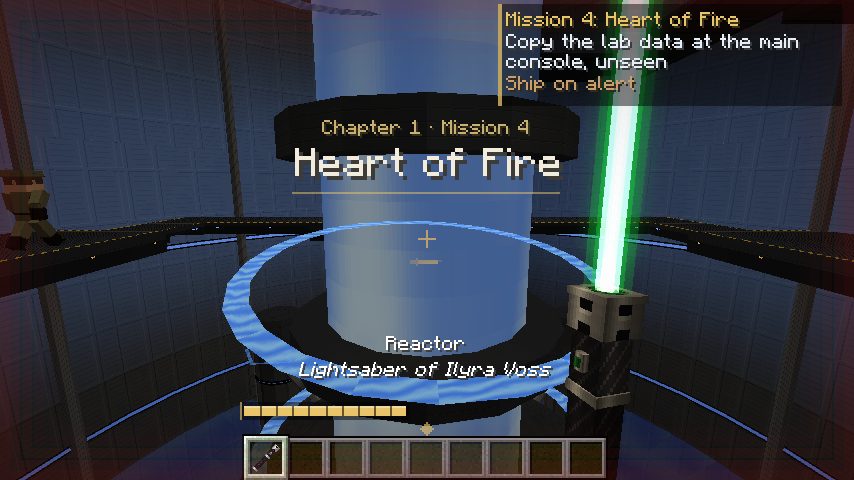 Mission 4: Heart of Fire
Copy the lab data at the main
console, unseen
Ship on alert
Chapter 1 · Mission 4
Heart of Fire
Reactor
Lightsaber of Ilyra Voss